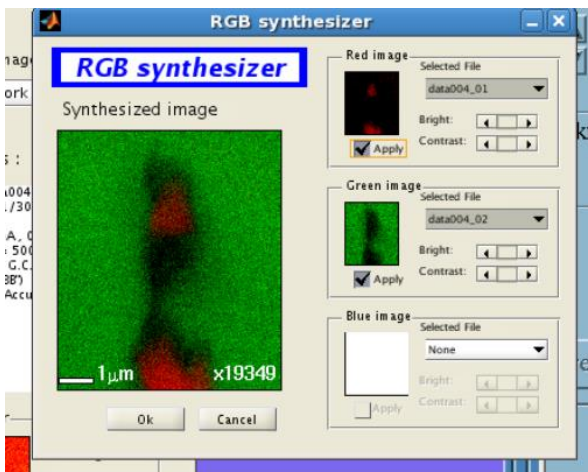 RGB synthesizer
RGB synthesizer
Synthesized image
1μm x19349
Ok Cancel
Red image
Selected File
data004_01
Bright:
Contrast:
Apply
Green image
Selected File
data004_02
Bright:
Contrast:
Apply
Blue image
Selected File
None
Bright:
Contrast:
Apply